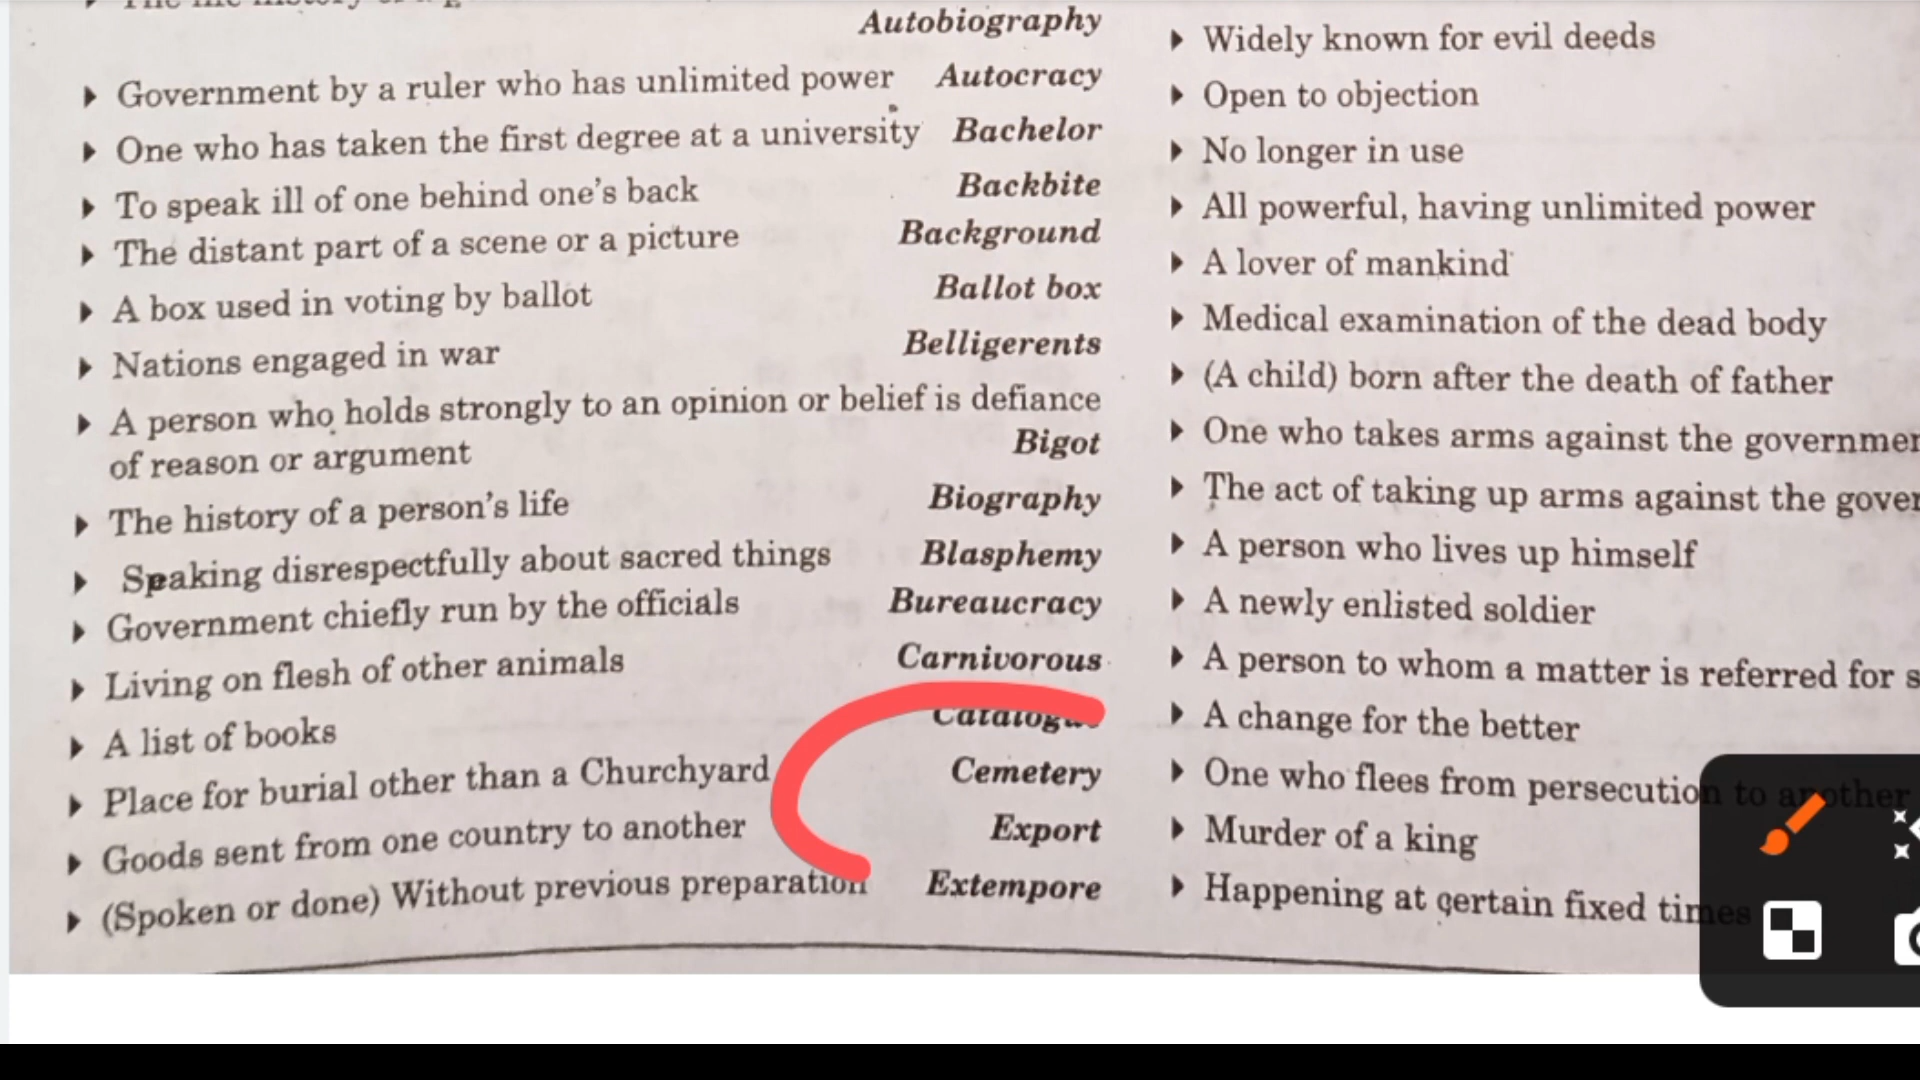 Autobiography
Government by a ruler who has unlimited power Autocracy
One who has taken the first degree at a university Bachelor
To speak ill of one behind one's back Backbite
The distant part of a scene or a picture Background
A box used in voting by ballot Ballot box
Nations engaged in war Belligerents
A person who holds strongly to an opinion or belief is defiance
of reason or argument Bigot
The history of a person's life Biography
Speaking disrespectfully about sacred things Blasphemy
Government chiefly run by the officials Bureaucracy
Living on flesh of other animals Carnivorous
A list of books Catalogue
Place for burial other than a Churchyard Cemetery
Goods sent from one country to another Export
(Spoken or done) Without previous preparation Extempore
Widely known for evil deeds
Open to objection
No longer in use
All powerful, having unlimited power
A lover of mankind
Medical examination of the dead body
(A child) born after the death of father
One who takes arms against the
The act of taking up arms against the
A person who lives up himself
A newly enlisted soldier
A person to whom a matter is referred for
A change for the better
One who flees from persecution to another
Murder of a king
Happening at certain fixed times